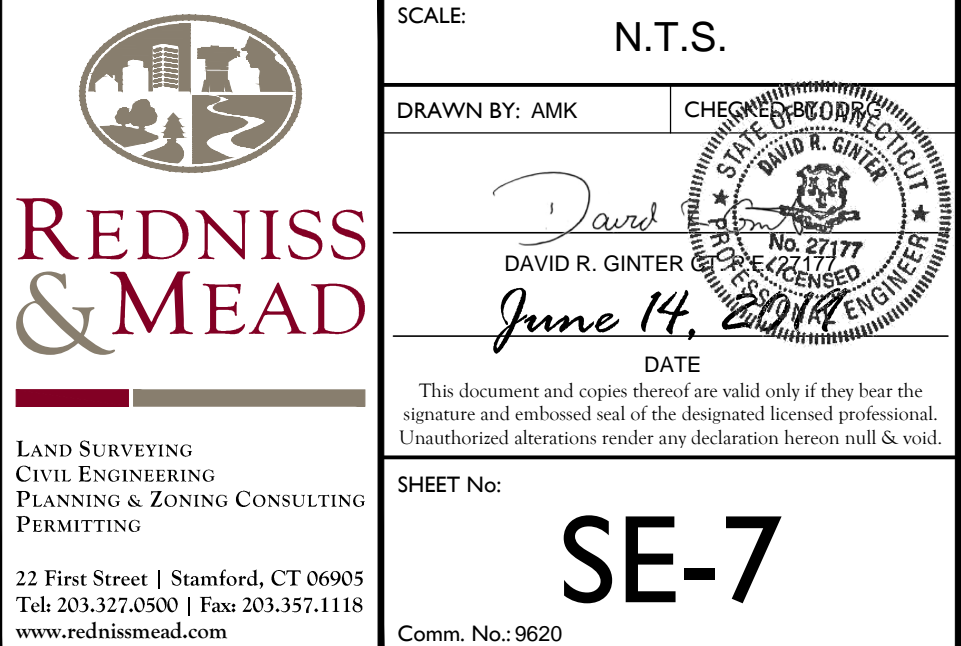 REDNISS
& MEAD
LAND SURVEYING
CIVIL ENGINEERING
PLANNING & ZONING CONSULTING
PERMITTING
22 First Street | Stamford, CT 06905
Tel: 203.327.0500 | Fax: 203.357.1118
www.rednissmead.com
SCALE:
N.T.S.
DRAWN BY: AMK
CHECKED BY: DRG
STATE OF CONNECTICUT
DAVID R. GINTER
No. 27177
LICENSED
PROFESSIONAL ENGINEER
David
DAVID R. GINTER CT. P.E. 27177
June 14,
DATE
This document and copies thereof are valid only if they bear the
signature and embossed seal of the designated licensed professional.
Unauthorized alterations render any declaration hereon null & void.
SHEET No:
SE-7
Comm. No.: 9620